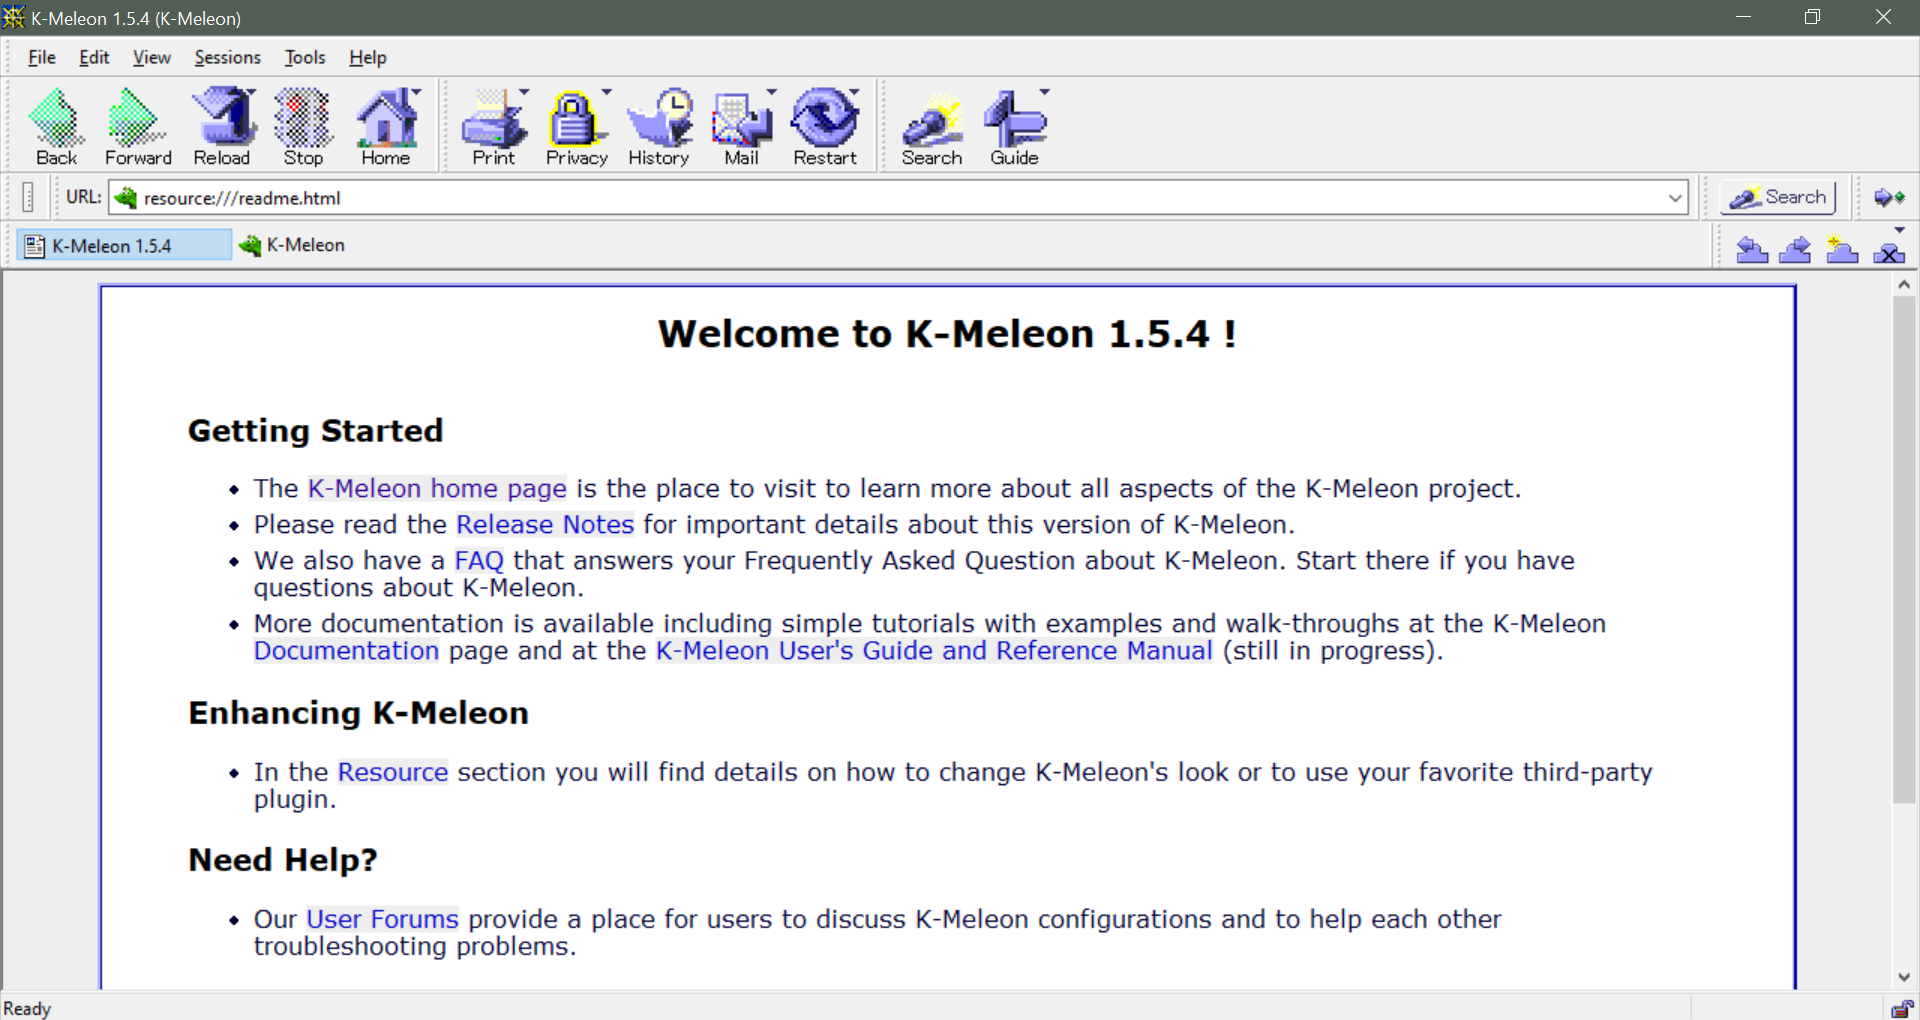 K-Meleon 1.5.4 (K-Meleon)
File Edit View Sessions Tools Help
Back Forward Reload Stop Home Print Privacy History Mail Restart Search Guide
URL: resource:///readme.html Search
K-Meleon 1.5.4 K-Meleon
Welcome to K-Meleon 1.5.4 !
Getting Started
The K-Meleon home page is the place to visit to learn more about all aspects of the K-Meleon project.
Please read the Release Notes for important details about this version of K-Meleon.
We also have a FAQ that answers your Frequently Asked Question about K-Meleon. Start there if you have
questions about K-Meleon.
More documentation is available including simple tutorials with examples and walk-throughs at the K-Meleon
Documentation page and at the K-Meleon User's Guide and Reference Manual (still in progress).
Enhancing K-Meleon
In the Resource section you will find details on how to change K-Meleon's look or to use your favorite third-party
plugin.
Need Help?
Our User Forums provide a place for users to discuss K-Meleon configurations and to help each other
troubleshooting problems.
Ready